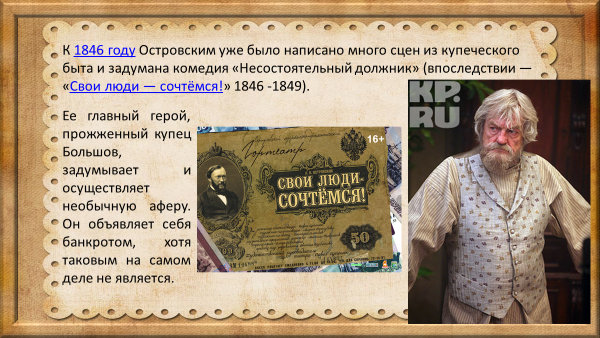 К 1846 году Островским уже было написано много сцен из купеческого
быта и задумана комедия «Несостоятельный должник» (впоследствии —
«Свои люди — сочтёмся!» 1846 -1849).
Ее главный герой,
прожженный купец
Большов,
задумывает и
осуществляет
необычную аферу.
Он объявляет себя
банкротом, хотя
таковым на самом
деле не является.
16+
СВОИ ЛЮДИ-
СОЧТЁМСЯ!
50
KP.
RU